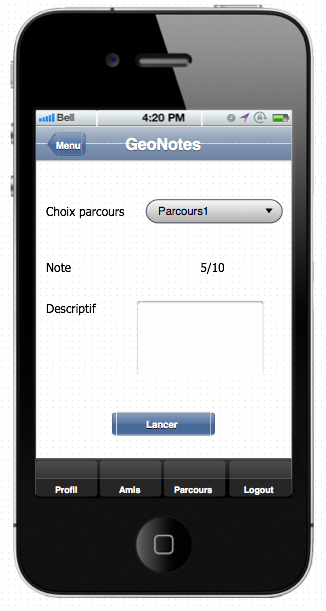 Bell 4:20 PM
Menu GeoNotes
Choix parcours Parcours1
Note 5/10
Descriptif
Lancer
Profil Amis Parcours Logout